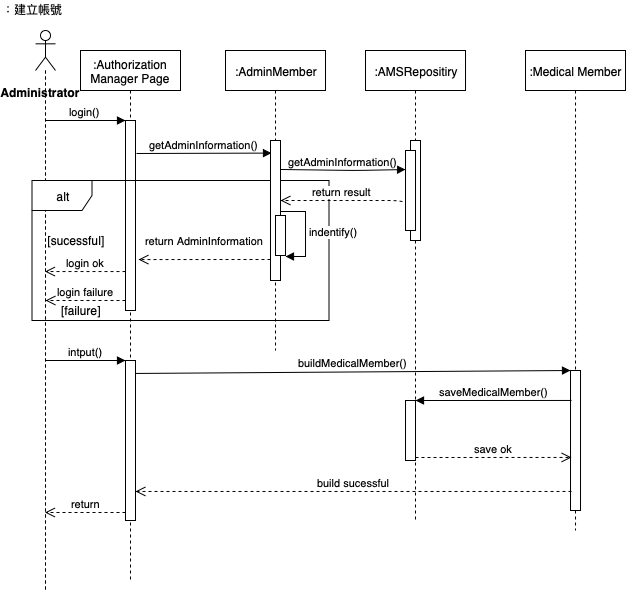 ：建立帳號
:Authorization
Manager Page
:AdminMember
:AMSRepositiry
:Medical Member
Administrator
login()
getAdminInformation()
getAdminInformation()
alt
return result
indentify()
[sucessful]
return AdminInformation
login ok
login failure
[failure]
intput()
buildMedicalMember()
saveMedicalMember()
save ok
build sucessful
return